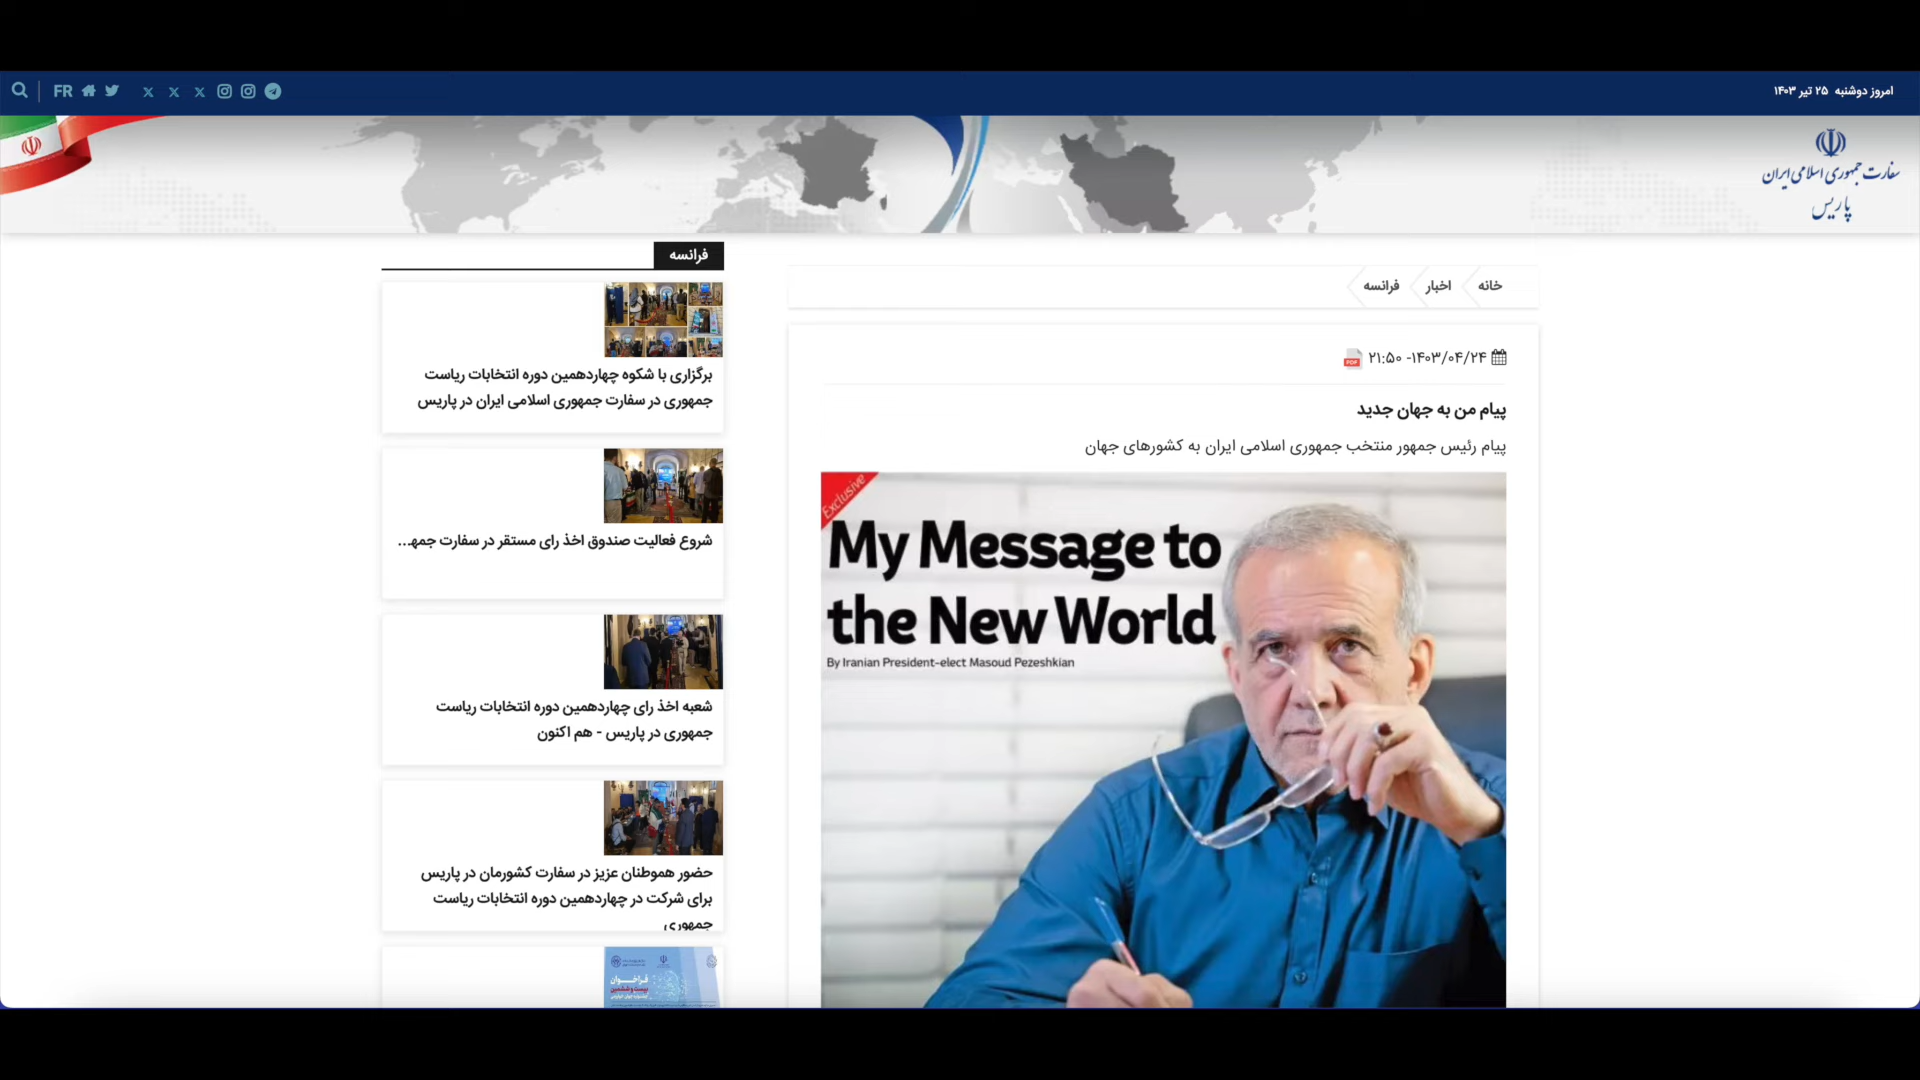 FR
امروز دوشنبه ۲۵ تیر ۱۴۰۳
سفارت جمهوری اسلامی ایران
پاریس
خانه
اخبار
فرانسه
۱۴۰۳/۰۴/۲۴- ۲۱:۵۰
PDF
پیام من به جهان جدید
پیام رئیس جمهور منتخب جمهوری اسلامی ایران به کشورهای جهان
Exclusive
My Message to
the New World
By Iranian President-elect Masoud Pezeshkian
فرانسه
برگزاری با شکوه چهاردهمین دوره انتخابات ریاست
جمهوری در سفارت جمهوری اسلامی ایران در پاریس
شروع فعالیت صندوق اخذ رای مستقر در سفارت جمهـ...
شعبه اخذ رای چهاردهمین دوره انتخابات ریاست
جمهوری در پاریس - هم اکنون
حضور هموطنان عزیز در سفارت کشورمان در پاریس
برای شرکت در چهاردهمین دوره انتخابات ریاست
جمهوری
فراخوان
بیست و ششمین